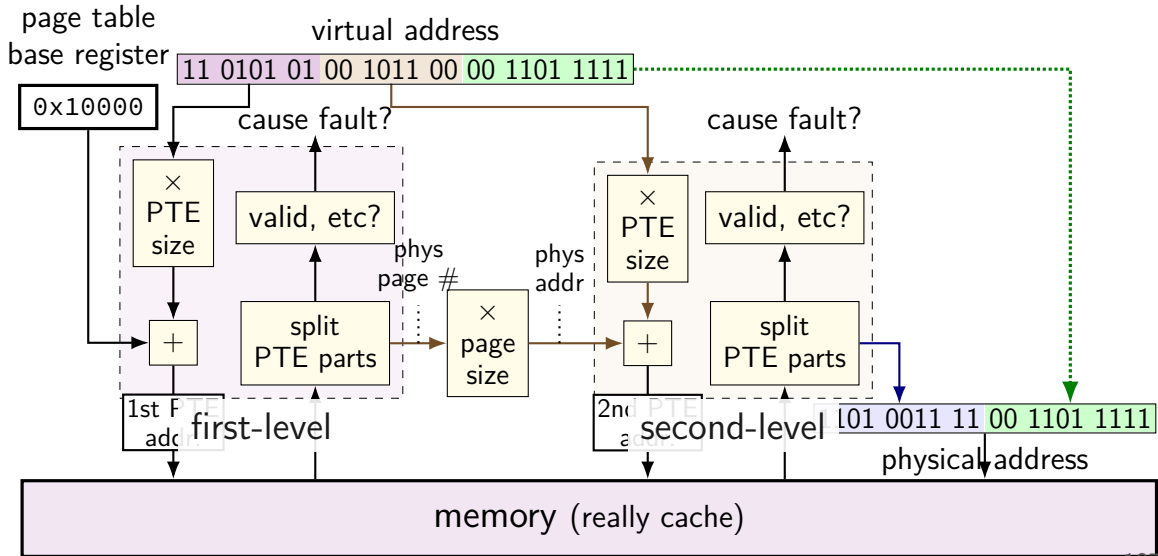 page table
base register
virtual address
11 0101 01 00 1011 00 00 1101 1111
0x10000
cause fault?
cause fault?
×
PTE
size
valid, etc?
×
PTE
size
valid, etc?
phys
page #
phys
addr
+
split
PTE parts
×
page
size
+
split
PTE parts
1st PTE
addr.
first-level
2nd PTE
addr.
second-level
1101 0011 11 00 1101 1111
physical address
memory (really cache)